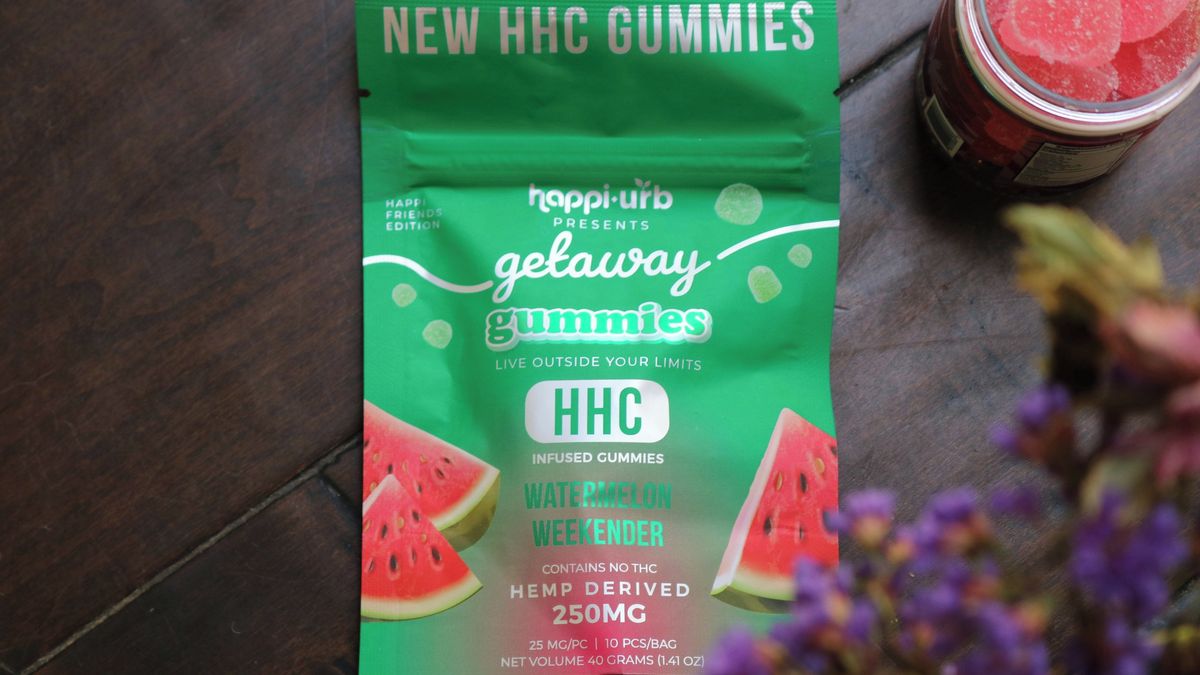 NEW HHC GUMMIES
happi·urb
PRESENTS
HAPPI
FRIENDS
EDITION
getaway
gummies
LIVE OUTSIDE YOUR LIMITS
HHC
INFUSED GUMMIES
WATERMELON
WEEKENDER
CONTAINS NO THC
HEMP DERIVED
250MG
25 MG/PC | 10 PCS/BAG
NET VOLUME 40 GRAMS (1.41 OZ)